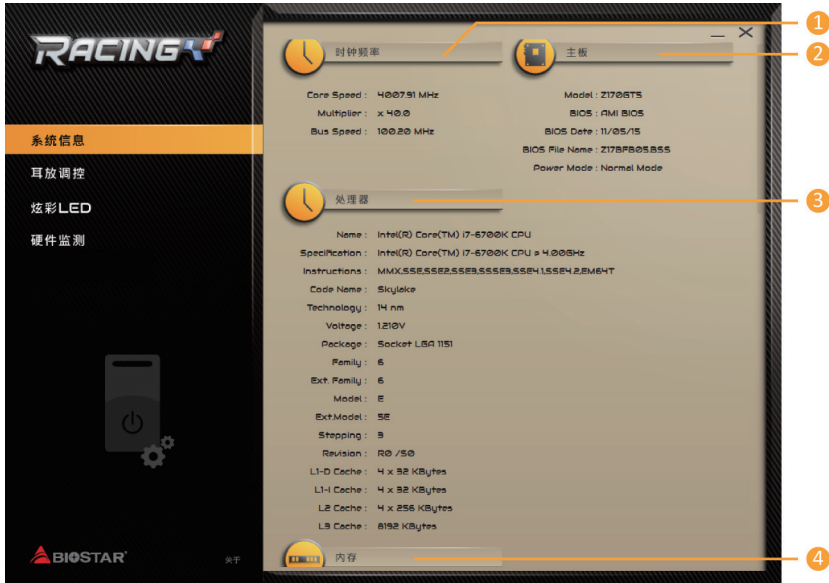 RACING
系统信息
耳放调控
炫彩LED
硬件监测
BIOSTAR
关于
时钟频率
Core Speed : 4007.91 MHz
Multiplier : x 40.0
Bus Speed : 100.20 MHz
主板
Model : Z170GT5
BIOS : AMI BIOS
BIOS Date : 11/05/15
BIOS File Name : Z17BFB05.BSS
Power Mode : Normal Mode
处理器
Name : Intel(R) Core(TM) i7-6700K CPU
Specification : Intel(R) Core(TM) i7-6700K CPU @ 4.00GHz
Instructions : MMX,SSE,SSE2,SSE3,SSSE3,SSE4.1,SSE4.2,EM64T
Code Name : Skylake
Technology : 14 nm
Voltage : 1.210V
Package : Socket LGA 1151
Family : 6
Ext. Family : 6
Model : E
Ext.Model : 5E
Stepping : 3
Revision : R0 /S0
L1-D Cache : 4 x 32 KBytes
L1-I Cache : 4 x 32 KBytes
L2 Cache : 4 x 256 KBytes
L3 Cache : 8192 KBytes
内存
1
2
3
4